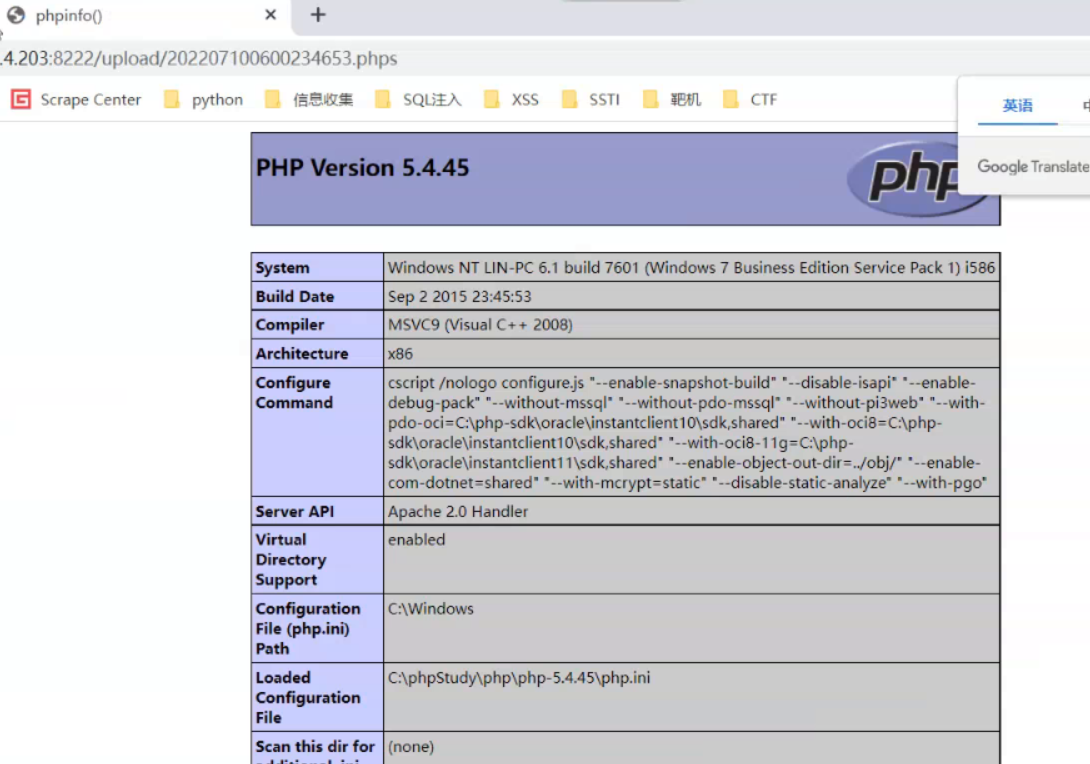 phpinfo()
.4.203:8222/upload/202207100600234653.phps
Scrape Center python 信息收集 SQL注入 XSS SSTI 靶机 CTF
英语
Google Translate
PHP Version 5.4.45
php
System Windows NT LIN-PC 6.1 build 7601 (Windows 7 Business Edition Service Pack 1) i586
Build Date Sep 2 2015 23:45:53
Compiler MSVC9 (Visual C++ 2008)
Architecture x86
Configure cscript /nologo configure.js "--enable-snapshot-build" "--disable-isapi" "--enable-
Command debug-pack" "--without-mssql" "--without-pdo-mssql" "--without-pi3web" "--with-
pdo-oci=C:\php-sdk\oracle\instantclient10\sdk,shared" "--with-oci8=C:\php-
sdk\oracle\instantclient10\sdk,shared" "--with-oci8-11g=C:\php-
sdk\oracle\instantclient11\sdk,shared" "--enable-object-out-dir=../obj/" "--enable-
com-dotnet=shared" "--with-mcrypt=static" "--disable-static-analyze" "--with-pgo"
Server API Apache 2.0 Handler
Virtual enabled
Directory
Support
Configuration C:\Windows
File (php.ini)
Path
Loaded C:\phpStudy\php\php-5.4.45\php.ini
Configuration
File
Scan this dir for (none)